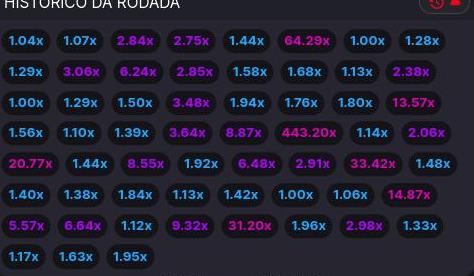 HISTÓRICO DA RODADA
1.04x 1.07x 2.84x 2.75x 1.44x 64.29x 1.00x 1.28x
1.29x 3.06x 6.24x 2.85x 1.58x 1.68x 1.13x 2.38x
1.00x 1.29x 1.50x 3.48x 1.94x 1.76x 1.80x 13.57x
1.56x 1.10x 1.39x 3.64x 8.87x 443.20x 1.14x 2.06x
20.77x 1.44x 8.55x 1.92x 6.48x 2.91x 33.42x 1.48x
1.40x 1.38x 1.84x 1.13x 1.42x 1.00x 1.06x 14.87x
5.57x 6.64x 1.12x 9.32x 31.20x 1.96x 2.98x 1.33x
1.17x 1.63x 1.95x